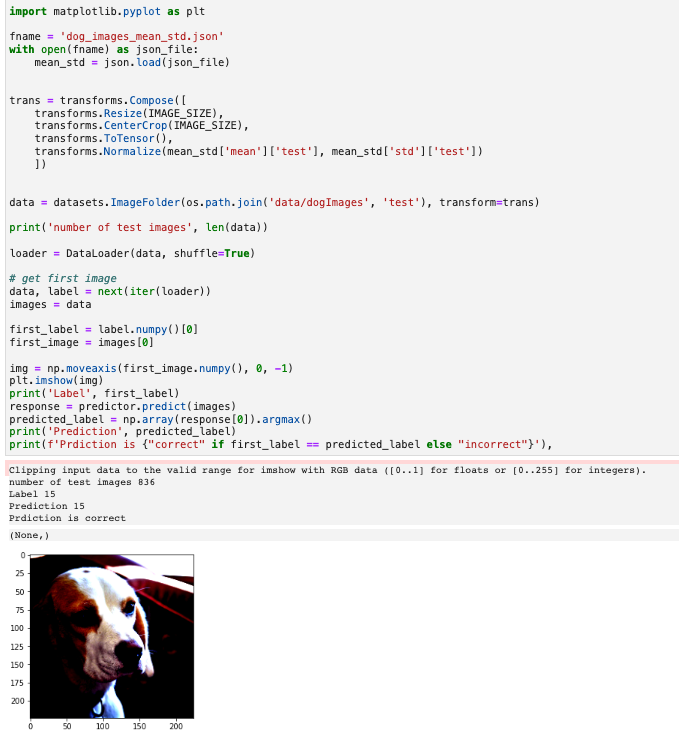 import matplotlib.pyplot as plt
fname = 'dog_images_mean_std.json'
with open(fname) as json_file:
    mean_std = json.load(json_file)
trans = transforms.Compose([
    transforms.Resize(IMAGE_SIZE),
    transforms.CenterCrop(IMAGE_SIZE),
    transforms.ToTensor(),
    transforms.Normalize(mean_std['mean']['test'], mean_std['std']['test'])
    ])
data = datasets.ImageFolder(os.path.join('data/dogImages', 'test'), transform=trans)
print('number of test images', len(data))
loader = DataLoader(data, shuffle=True)
# get first image
data, label = next(iter(loader))
images = data
first_label = label.numpy()[0]
first_image = images[0]
img = np.moveaxis(first_image.numpy(), 0, -1)
plt.imshow(img)
print('Label', first_label)
response = predictor.predict(images)
predicted_label = np.array(response[0]).argmax()
print('Prediction', predicted_label)
print(f'Prdiction is {"correct" if first_label == predicted_label else "incorrect"}'),
Clipping input data to the valid range for imshow with RGB data ([0..1] for floats or [0..255] for integers).
number of test images 836
Label 15
Prediction 15
Prdiction is correct
(None,)
0
25
50
75
100
125
150
175
200
0 50 100 150 200